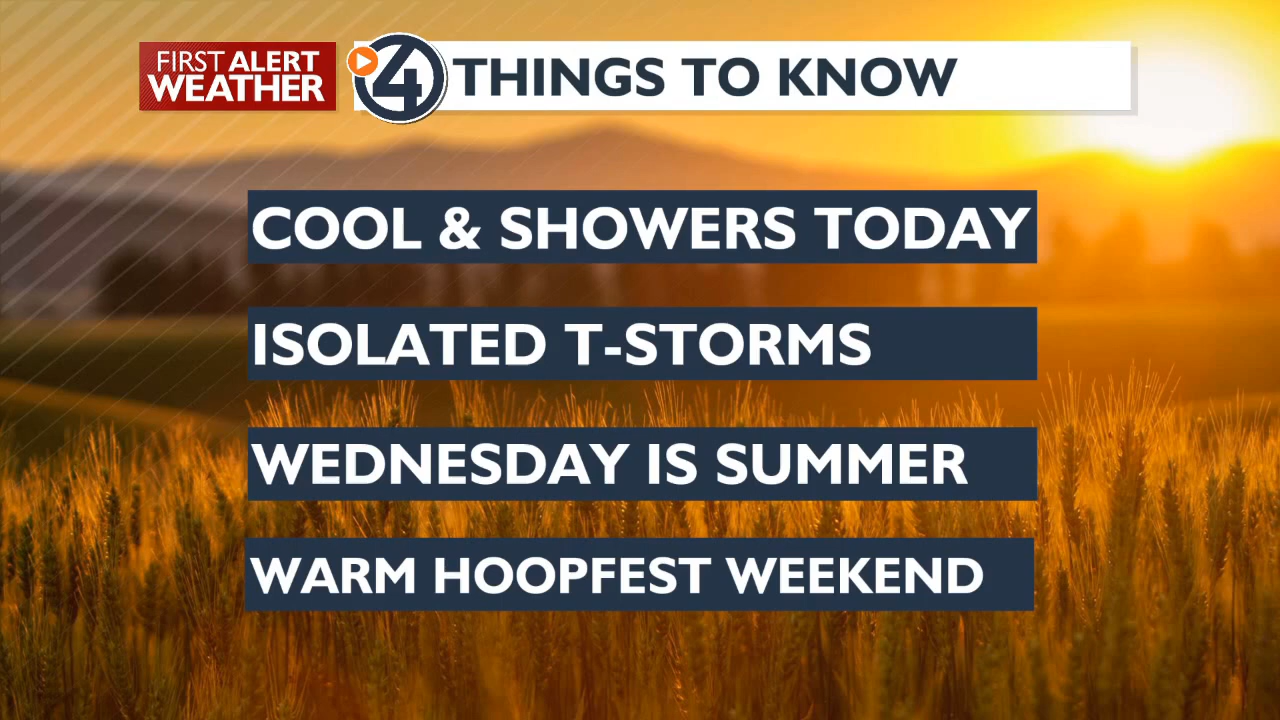 FIRST ALERT
WEATHER
4 THINGS TO KNOW
COOL & SHOWERS TODAY
ISOLATED T-STORMS
WEDNESDAY IS SUMMER
WARM HOOPFEST WEEKEND